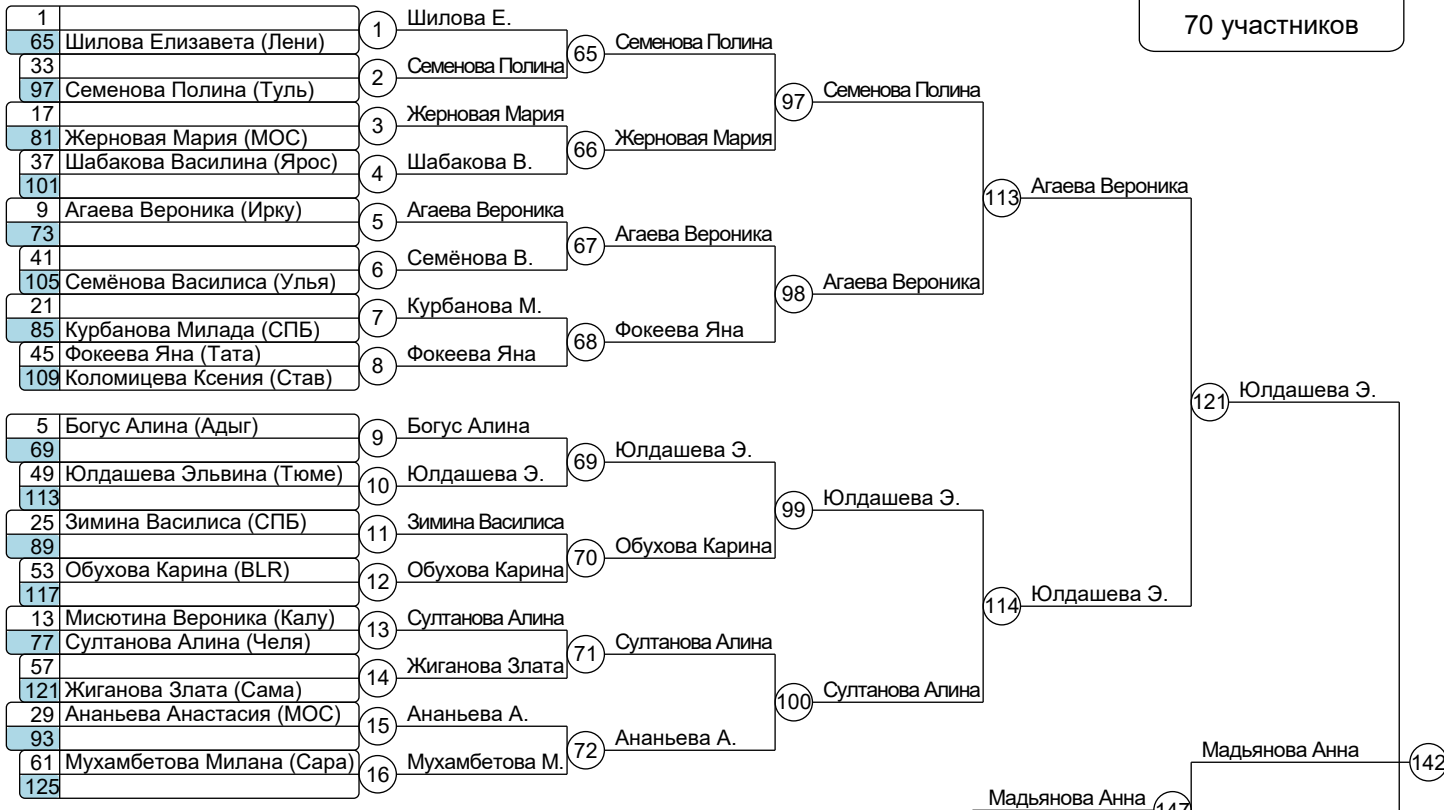 70 участников
1
65 Шилова Елизавета (Лени)
33
97 Семенова Полина (Туль)
17
81 Жерновая Мария (МОС)
37 Шабакова Василина (Ярос)
101
9 Агаева Вероника (Ирку)
73
41
105 Семёнова Василиса (Улья)
21
85 Курбанова Милада (СПБ)
45 Фокеева Яна (Тата)
109 Коломицева Ксения (Став)
5 Богус Алина (Адыг)
69
49 Юлдашева Эльвина (Тюме)
113
25 Зимина Василиса (СПБ)
89
53 Обухова Карина (BLR)
117
13 Мисютина Вероника (Калу)
77 Султанова Алина (Челя)
57
121 Жиганова Злата (Сама)
29 Ананьева Анастасия (МОС)
93
61 Мухамбетова Милана (Сара)
125
1 Шилова Е.
2 Семенова Полина
3 Жерновая Мария
4 Шабакова В.
5 Агаева Вероника
6 Семёнова В.
7 Курбанова М.
8 Фокеева Яна
9 Богус Алина
10 Юлдашева Э.
11 Зимина Василиса
12 Обухова Карина
13 Султанова Алина
14 Жиганова Злата
15 Ананьева А.
16 Мухамбетова М.
65 Семенова Полина
66 Жерновая Мария
67 Агаева Вероника
68 Фокеева Яна
69 Юлдашева Э.
70 Обухова Карина
71 Султанова Алина
72 Ананьева А.
97 Семенова Полина
98 Агаева Вероника
99 Юлдашева Э.
100 Султанова Алина
113 Агаева Вероника
114 Юлдашева Э.
121 Юлдашева Э.
Мадьянова Анна 142
Мадьянова Анна 147